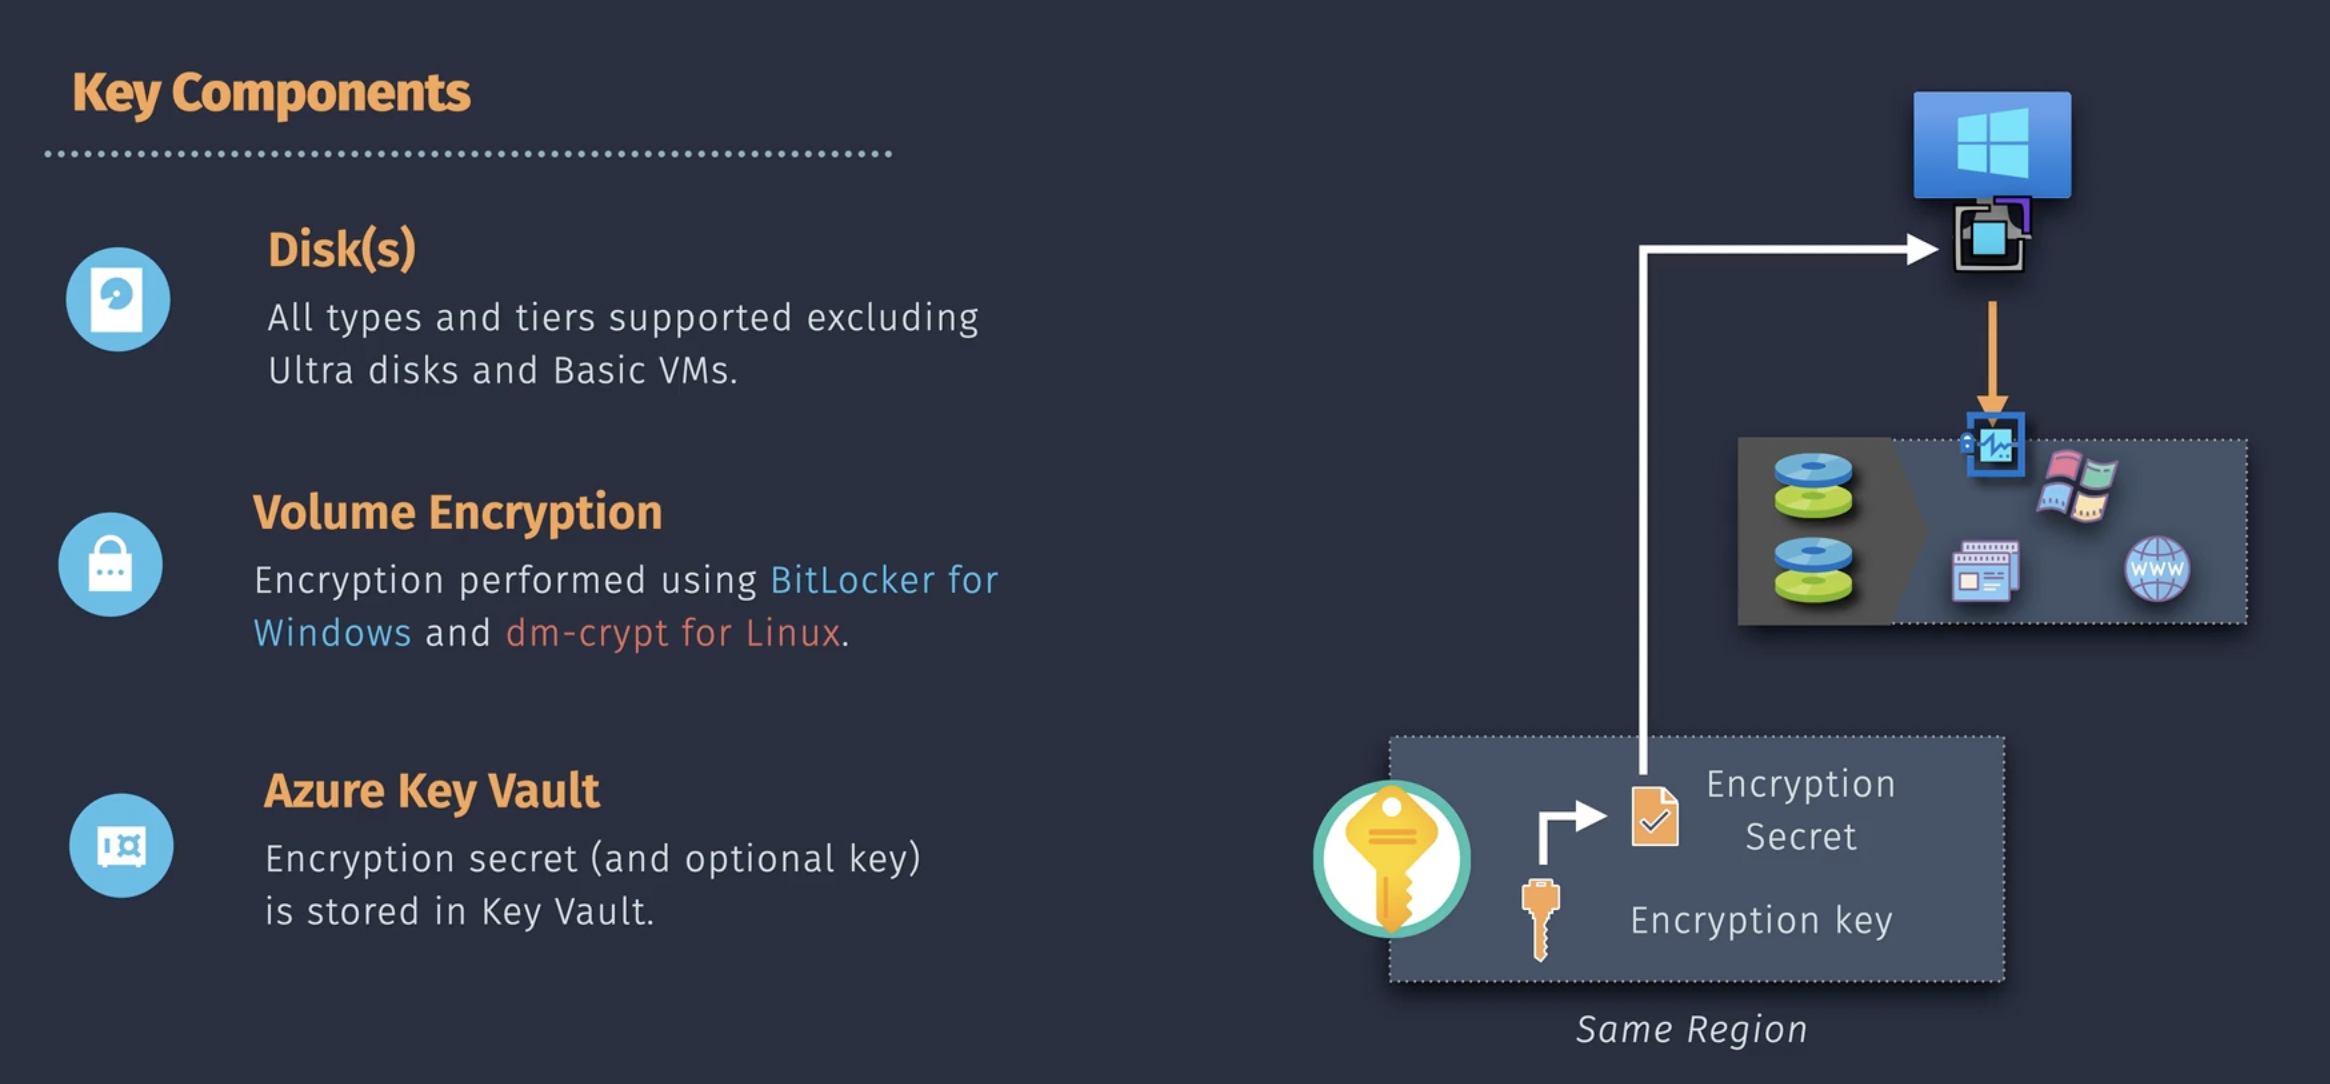 Key Components
Disk(s)
All types and tiers supported excluding
Ultra disks and Basic VMs.
Volume Encryption
Encryption performed using BitLocker for
Windows and dm-crypt for Linux.
Azure Key Vault
Encryption secret (and optional key)
is stored in Key Vault.
WWW
Encryption
Secret
Encryption key
Same Region